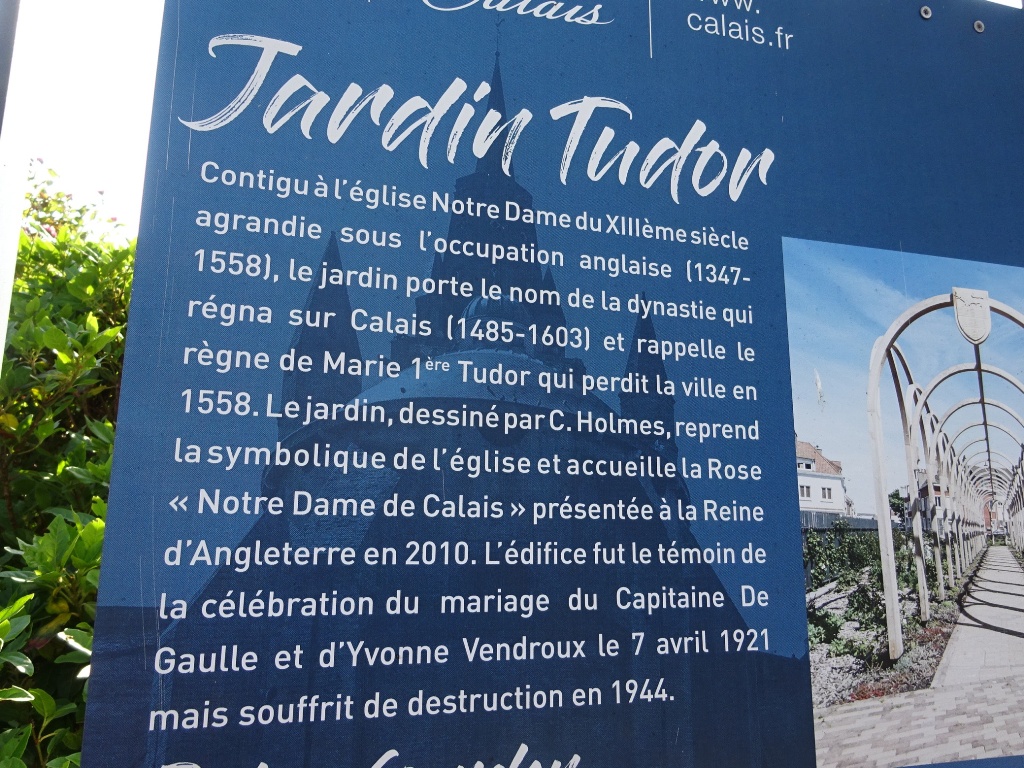 Calais
www.
calais.fr
Jardin Tudor
Contigu à l'église Notre Dame du XIIIème siècle
agrandie sous l'occupation anglaise (1347-
1558), le jardin porte le nom de la dynastie qui
régna sur Calais (1485-1603) et rappelle le
règne de Marie 1ère Tudor qui perdit la ville en
1558. Le jardin, dessiné par C. Holmes, reprend
la symbolique de l'église et accueille la Rose
« Notre Dame de Calais » présentée à la Reine
d'Angleterre en 2010. L'édifice fut le témoin de
la célébration du mariage du Capitaine De
Gaulle et d'Yvonne Vendroux le 7 avril 1921
mais souffrit de destruction en 1944.